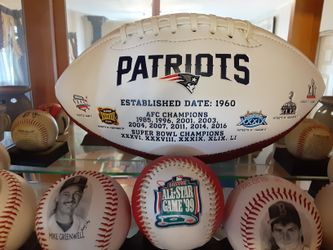 PATRIOTS
ESTABLISHED DATE: 1960
AFC CHAMPIONS
1985, 1996, 2001, 2003,
2004, 2007, 2011, 2014, 2016
SUPER BOWL CHAMPIONS
XXXVI, XXXVIII, XXXIX, XLIX, LI
MIKE GREENWELL
ALL-STAR
GAME '99